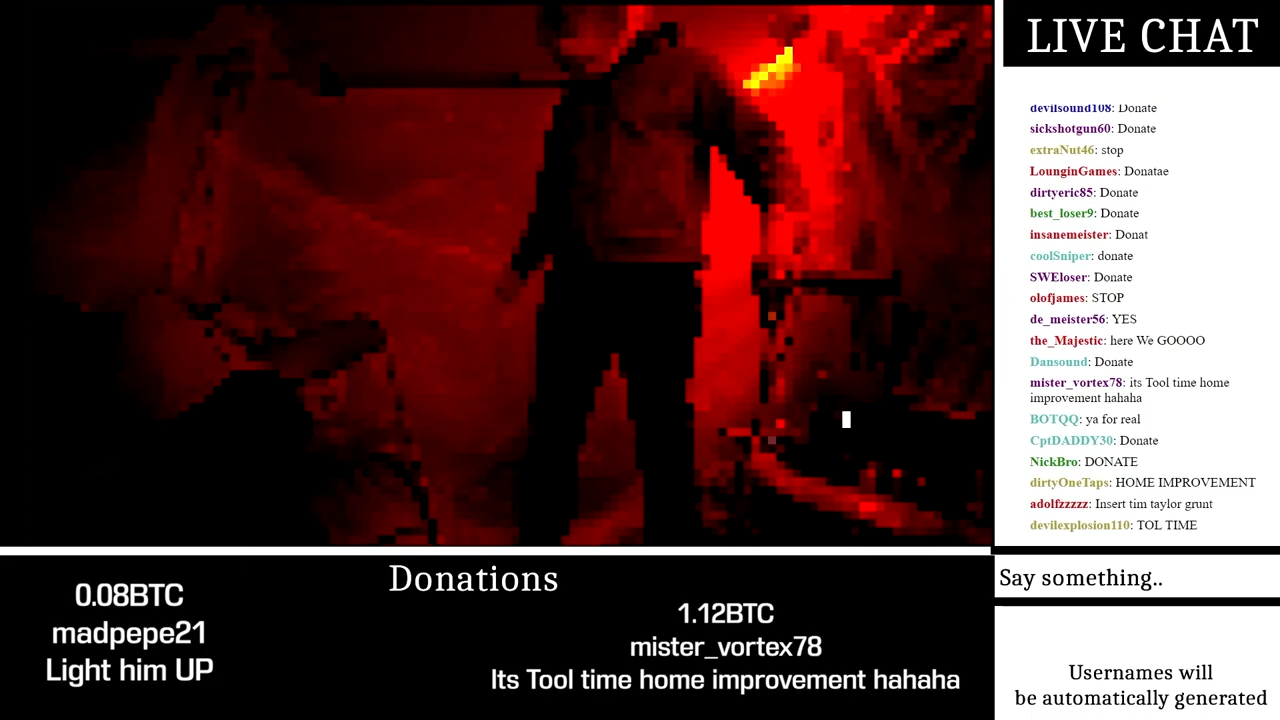 LIVE CHAT
devilsound108: Donate
sickshotgun60: Donate
extraNut46: stop
LounginGames: Donatae
dirtyeric85: Donate
best_loser9: Donate
insanemeister: Donat
coolSniper: donate
SWEloser: Donate
olofjames: STOP
de_meister56: YES
the_Majestic: here We GOOOO
Dansound: Donate
mister_vortex78: its Tool time home
improvement hahaha
BOTQQ: ya for real
CptDADDY30: Donate
NickBro: DONATE
dirtyOneTaps: HOME IMPROVEMENT
adolfzzzzz: Insert tim taylor grunt
devilexplosion110: TOL TIME
Say something..
Usernames will
be automatically generated
Donations
0.08BTC
madpepe21
Light him UP
1.12BTC
mister_vortex78
Its Tool time home improvement hahaha